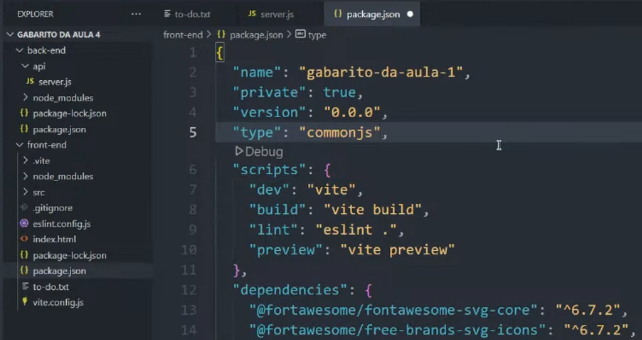 EXPLORER ...
to-do.txt
JS server.js
{} package.json
GABARITO DA AULA 4
back-end
api
JS server.js
node_modules
{} package-lock.json
{} package.json
front-end
.vite
node_modules
src
.gitignore
eslint.config.js
index.html
{} package-lock.json
{} package.json
to-do.txt
vite.config.js
front-end > {} package.json > type
1 {
2 "name": "gabarito-da-aula-1",
3 "private": true,
4 "version": "0.0.0",
5 "type": "commonjs",
Debug
6 "scripts": {
7 "dev": "vite",
8 "build": "vite build",
9 "lint": "eslint .",
10 "preview": "vite preview"
11 },
12 "dependencies": {
13 "@fortawesome/fontawesome-svg-core": "^6.7.2",
14 "@fortawesome/free-brands-svg-icons": "^6.7.2",